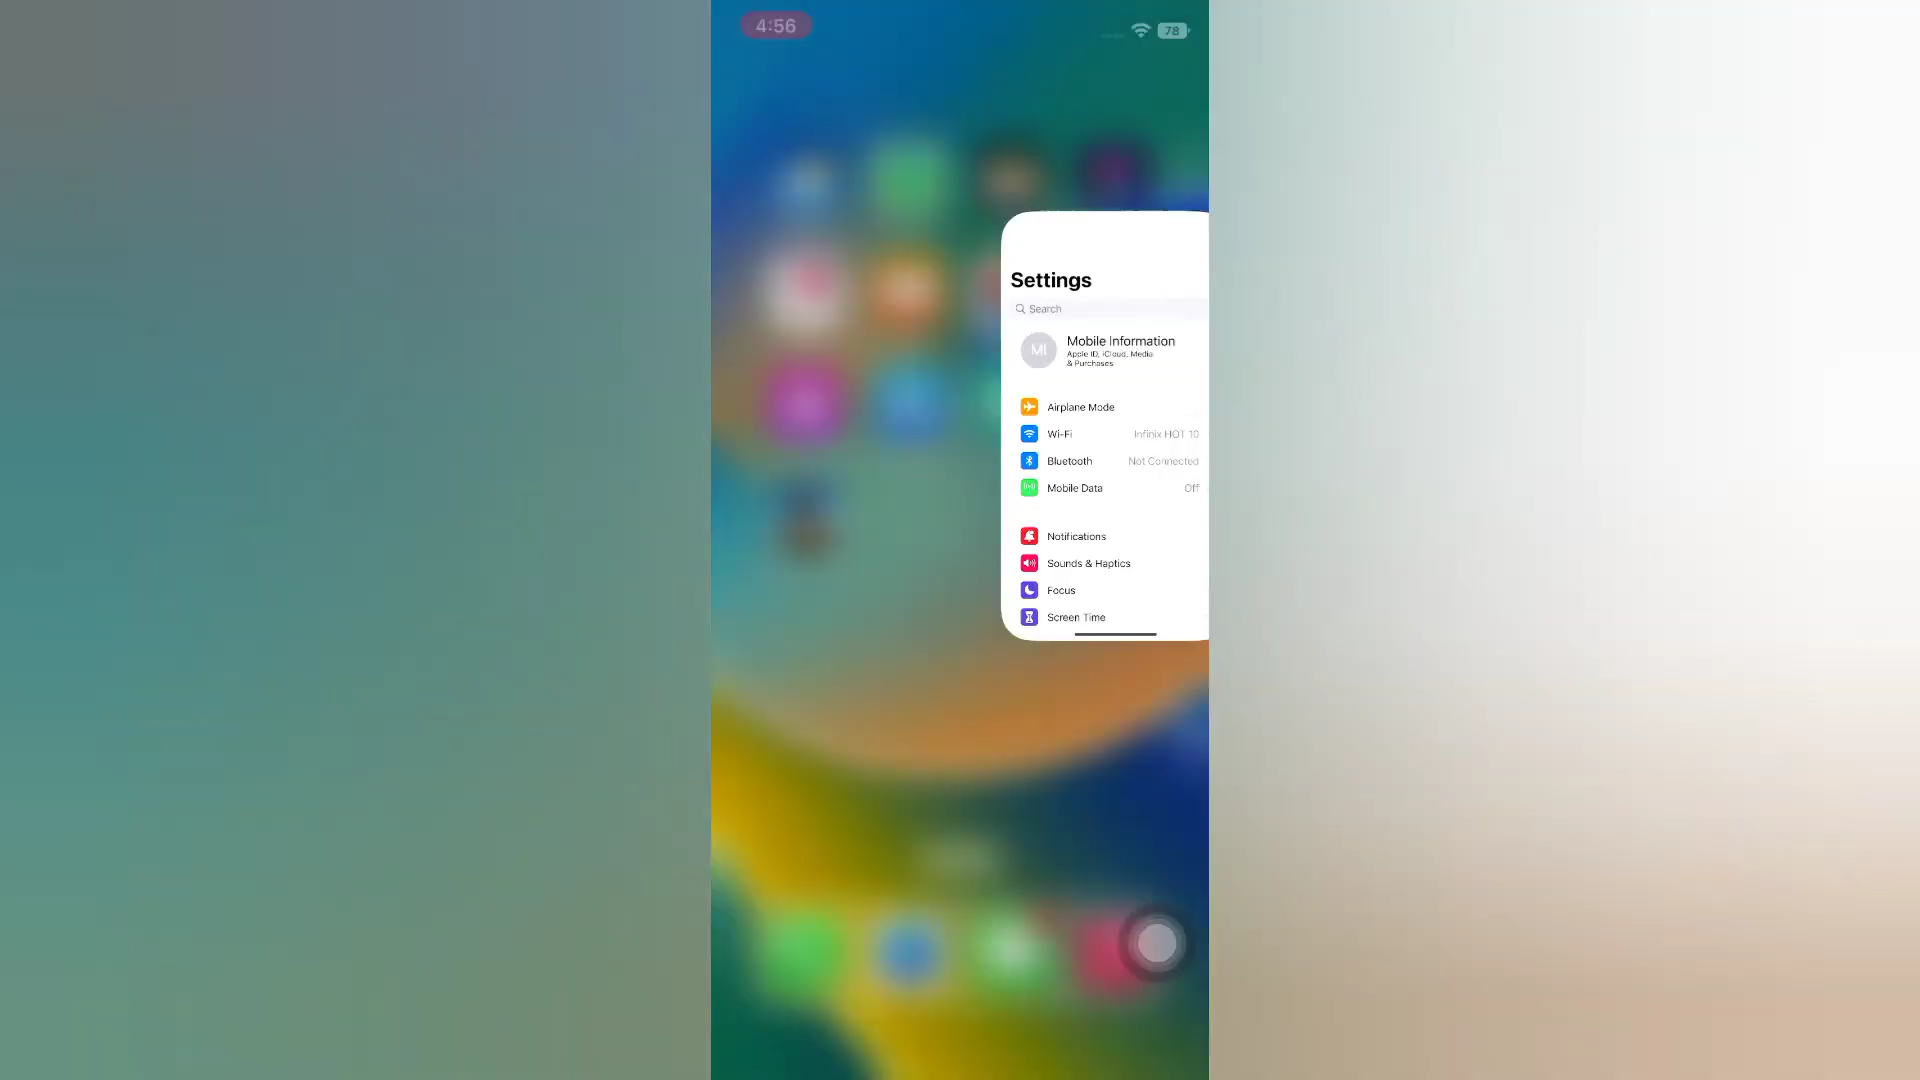 4:56
78
Settings
Search
MI
Mobile Information
Apple ID, iCloud, Media
& Purchases
Airplane Mode
Wi-Fi Infinix HOT 10
Bluetooth Not Connected
Mobile Data Off
Notifications
Sounds & Haptics
Focus
Screen Time